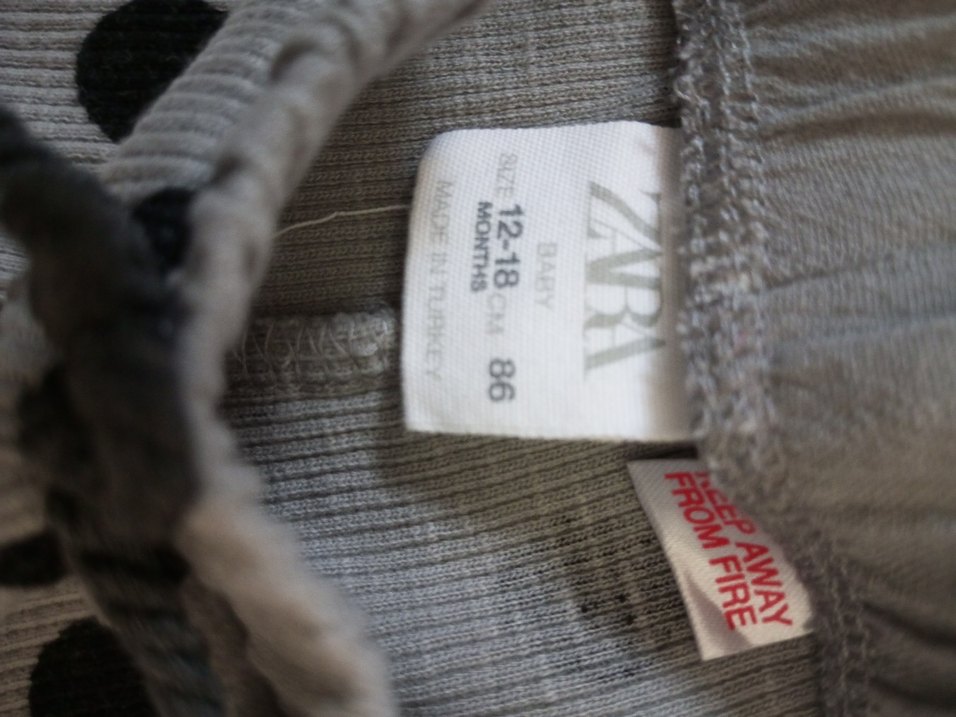 ZARA
BABY
SIZE 12-18 CM 86
MONTHS
MADE IN TURKEY
KEEP AWAY
FROM FIRE